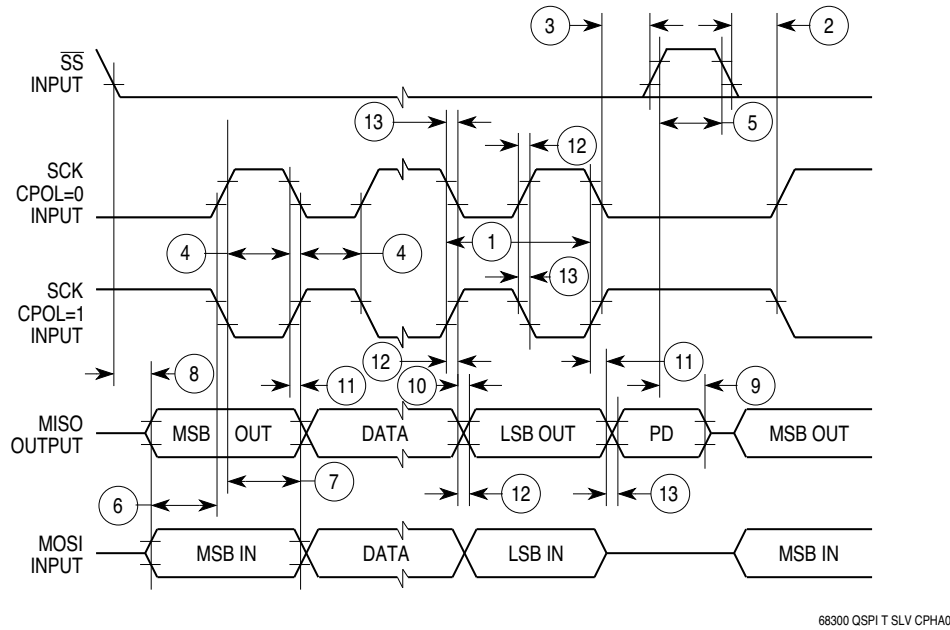 3
2
SS
INPUT
13
12
5
SCK
CPOL=0
INPUT
4
4
1
13
SCK
CPOL=1
INPUT
12
8
11
10
11
9
MISO
OUTPUT
MSB OUT
DATA
LSB OUT
PD
MSB OUT
6
7
12
13
MOSI
INPUT
MSB IN
DATA
LSB IN
MSB IN
68300 QSPI T SLV CPHA0